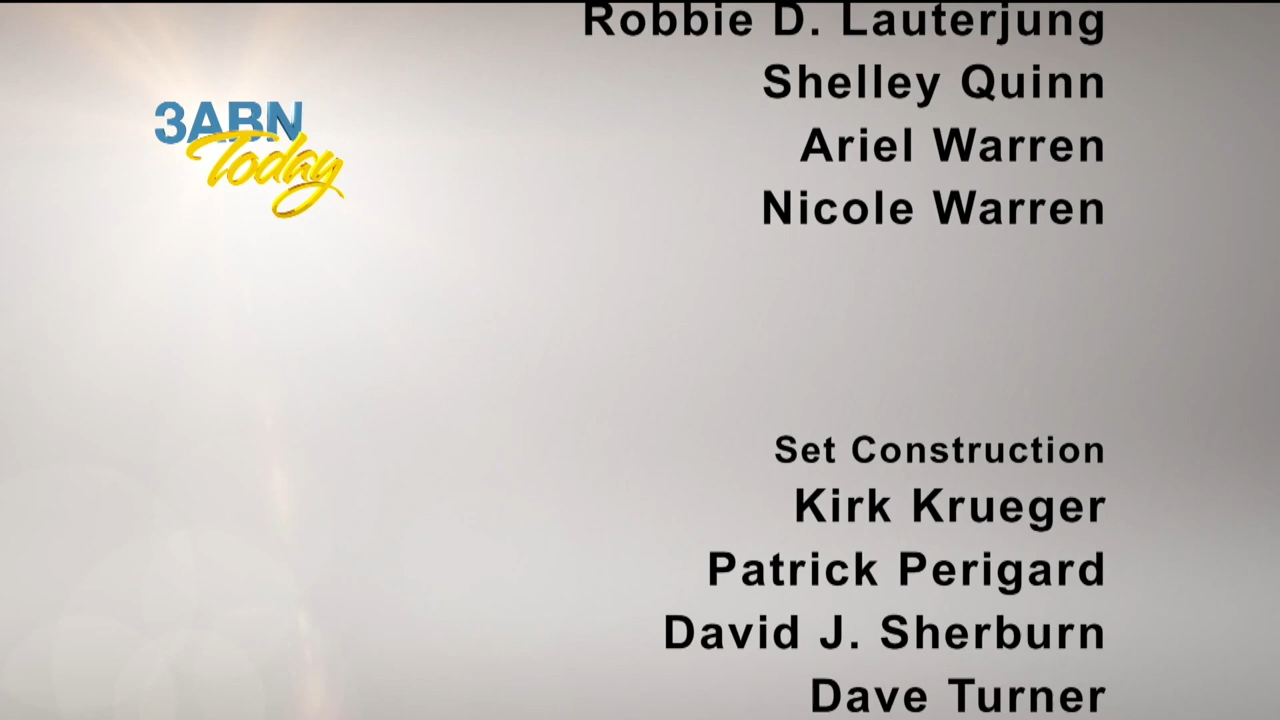 Robbie D. Lauterjung
Shelley Quinn
3ABN
Today
Ariel Warren
Nicole Warren
Set Construction
Kirk Krueger
Patrick Perigard
David J. Sherburn
Dave Turner